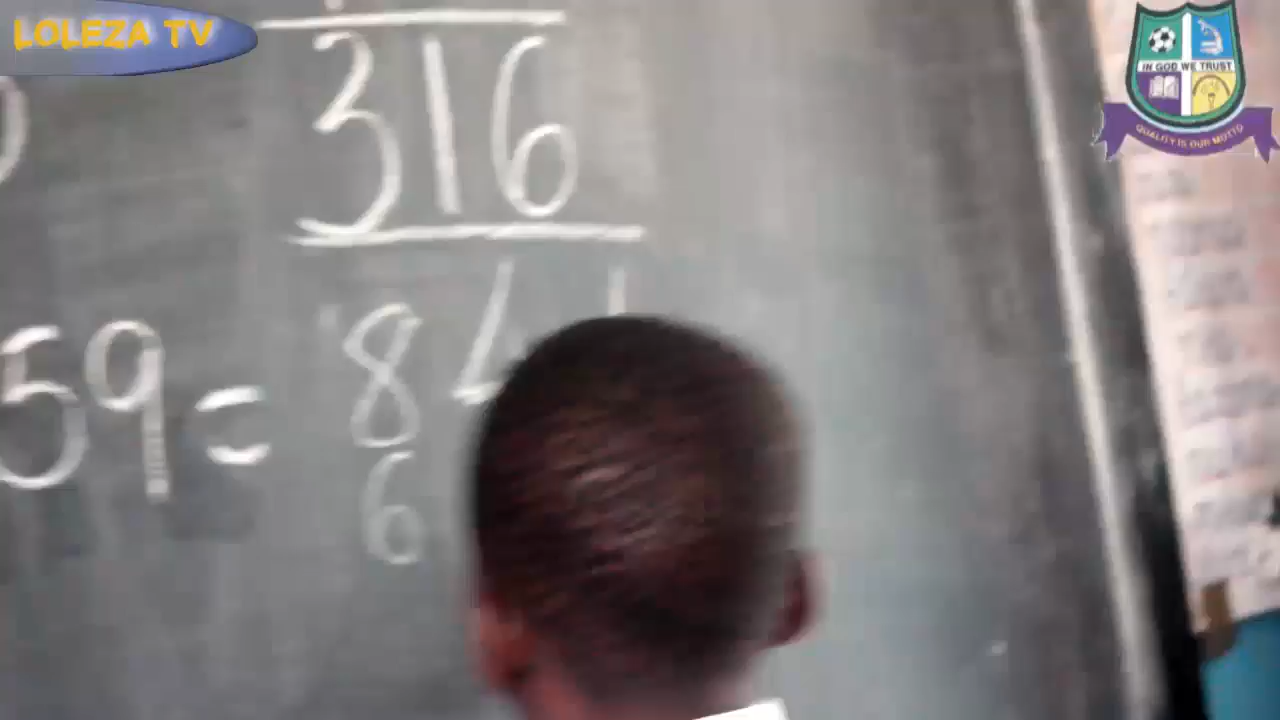 LOLEZA TV
IN GOD WE TRUST
QUALITY IS OUR MOTTO
316
84
59 =
6